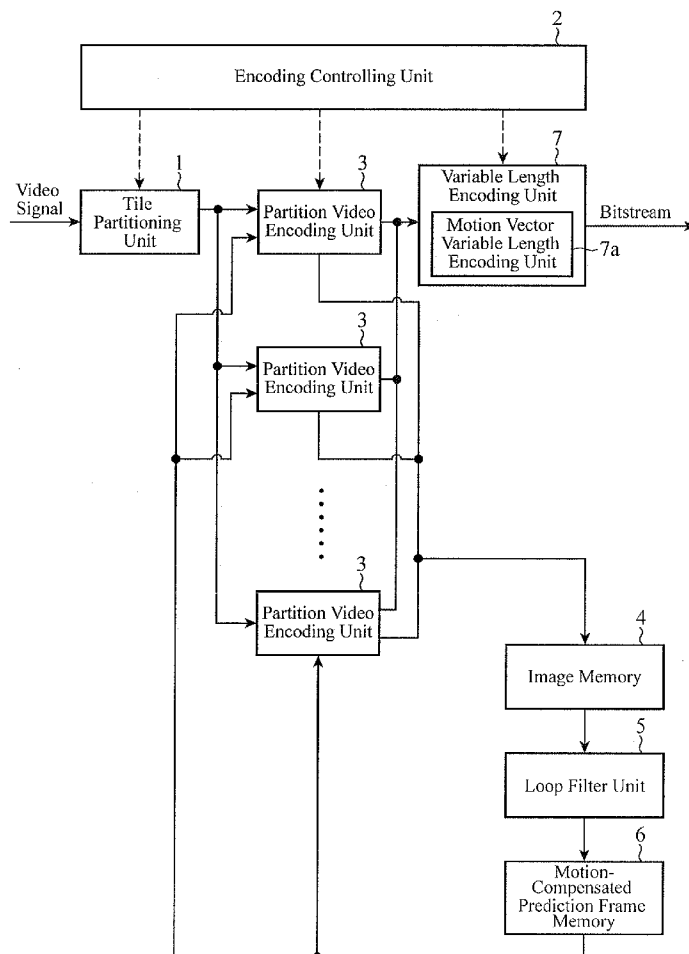 2
Encoding Controlling Unit
1
3
7
Video
Signal
Tile
Partitioning
Unit
Partition Video
Encoding Unit
Variable Length
Encoding Unit
Motion Vector
Variable Length
Encoding Unit
7a
Bitstream
3
Partition Video
Encoding Unit
3
Partition Video
Encoding Unit
4
Image Memory
5
Loop Filter Unit
6
Motion-
Compensated
Prediction Frame
Memory